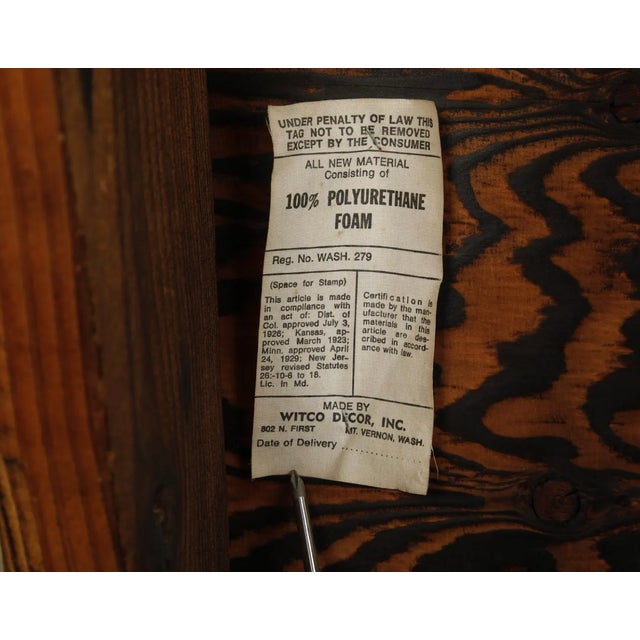 UNDER PENALTY OF LAW THIS
TAG NOT TO BE REMOVED
EXCEPT BY THE CONSUMER
ALL NEW MATERIAL
Consisting of
100% POLYURETHANE
FOAM
Reg. No. WASH. 279
(Space for Stamp)
This article is made
in compliance with
an act of: Dist. of
Col. approved July 3,
1926; Kansas, ap-
proved March 1923;
Minn. approved April
24, 1929; New Jer-
sey revised Statutes
26:-10-6 to 18.
Lic. in Md.
Certification is
made by the man-
ufacturer that the
materials in this
article are des-
cribed in accord-
ance with law.
MADE BY
WITCO DECOR, INC.
802 N. FIRST MT. VERNON, WASH.
Date of Delivery ..................